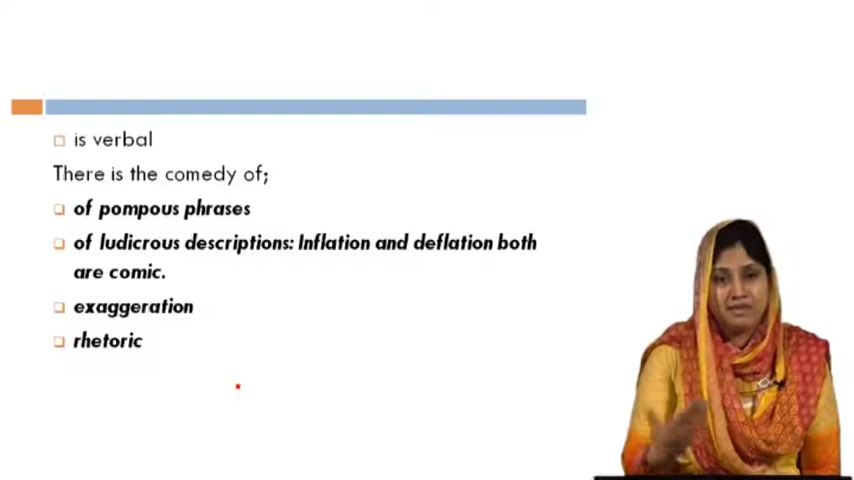 is verbal
There is the comedy of;
of pompous phrases
of ludicrous descriptions: Inflation and deflation both
are comic.
exaggeration
rhetoric